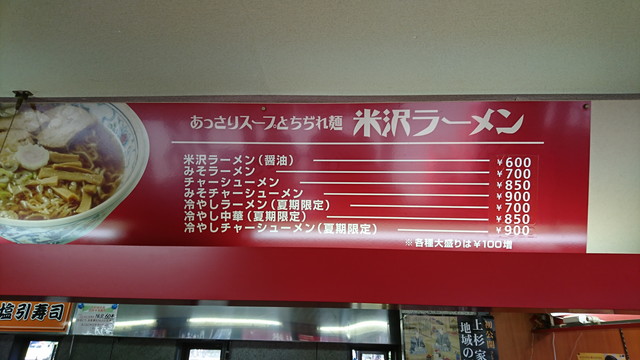 あっさりスープとちぢれ麺 米沢ラーメン
米沢ラーメン(醤油) ¥600
みそラーメン ¥700
チャーシューメン ¥850
みそチャーシューメン ¥900
冷やしラーメン(夏期限定) ¥700
冷やし中華(夏期限定) ¥850
冷やしチャーシューメン(夏期限定) ¥900
※各種大盛りは¥100増
塩引寿司
上杉家
地域の